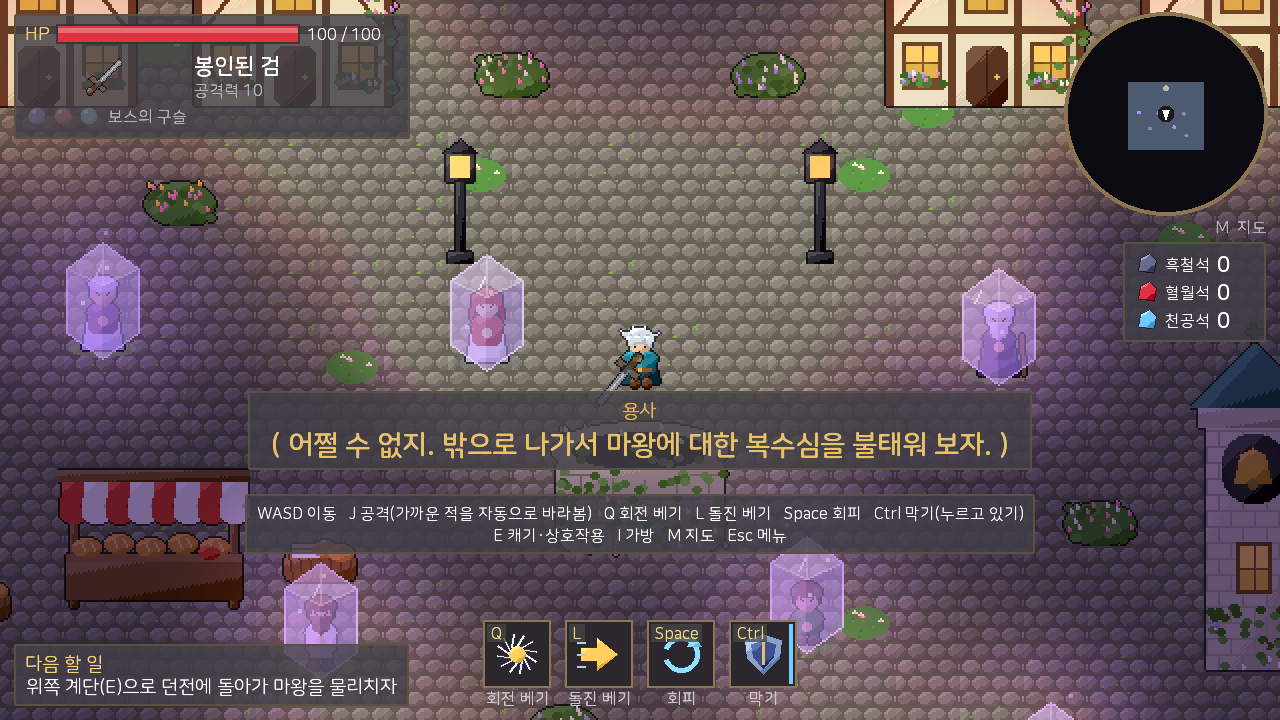 HP 100 / 100
봉인된 검
공격력 10
보스의 구슬
M 지도
흑철석 0
혈월석 0
천공석 0
용사
( 어쩔 수 없지. 밖으로 나가서 마왕에 대한 복수심을 불태워 보자. )
WASD 이동 J 공격(가까운 적을 자동으로 바라봄) Q 회전 베기 L 돌진 베기 Space 회피 Ctrl 막기(누르고 있기)
E 캐기·상호작용 I 가방 M 지도 Esc 메뉴
Q L Space Ctrl
회전 베기 돌진 베기 회피 막기
다음 할 일
위쪽 계단(E)으로 던전에 돌아가 마왕을 물리치자